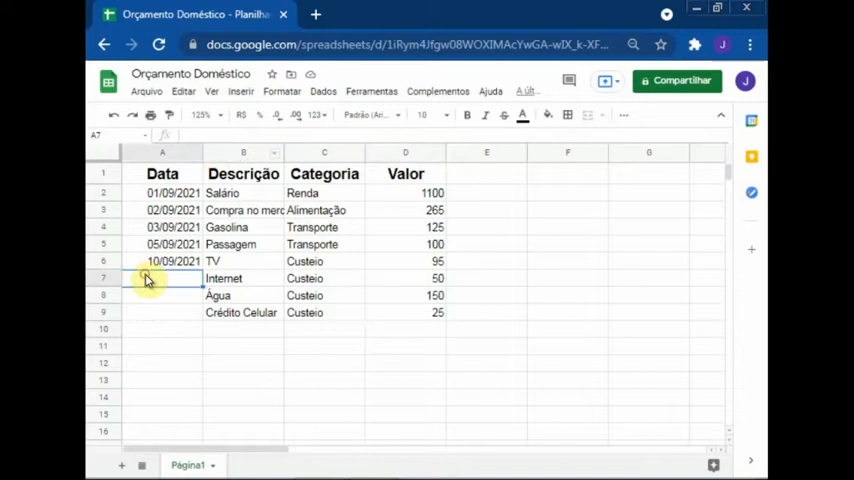 Orçamento Doméstico - Planilha
docs.google.com/spreadsheets/d/1iRym4Jfgw08WOXIMAcYwGA-wIX_k-XF...
J
Orçamento Doméstico
Arquivo Editar Ver Inserir Formatar Dados Ferramentas Complementos Ajuda A últ...
Compartilhar
J
125% R$ % .0 .00 123 Padrão (Ari... 10 B I S A
A7 fx
A B C D E F G
1 Data Descrição Categoria Valor
2 01/09/2021 Salário Renda 1100
3 02/09/2021 Compra no merc Alimentação 265
4 03/09/2021 Gasolina Transporte 125
5 05/09/2021 Passagem Transporte 100
6 10/09/2021 TV Custeio 95
7 Internet Custeio 50
8 Água Custeio 150
9 Crédito Celular Custeio 25
10
11
12
13
14
15
16
Página1